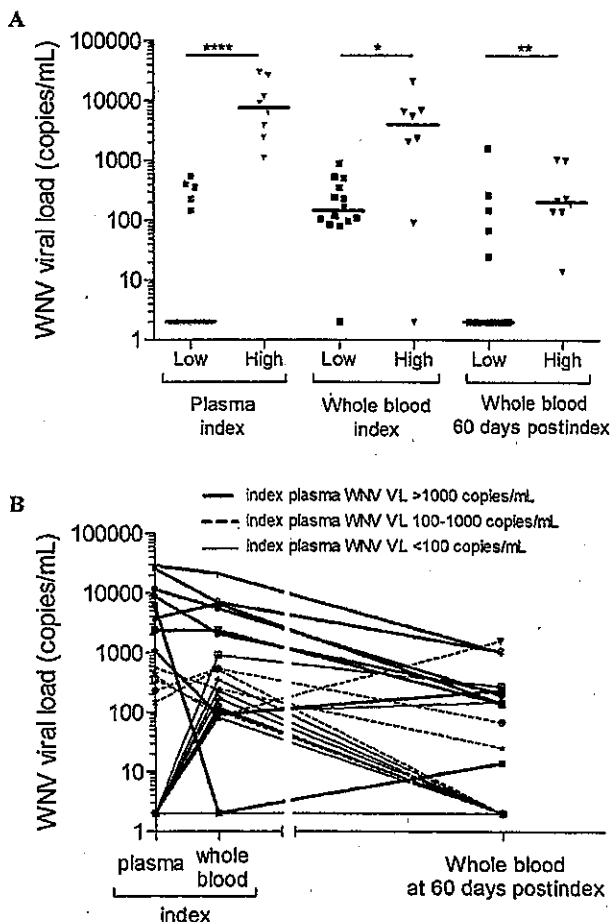 A
WNV viral load (copies/mL)
100000
10000
1000
100
10
1
****
*
**
Low High Low High Low High
Plasma index
Whole blood index
Whole blood 60 days postindex
B
index plasma WNV VL >1000 copies/mL
index plasma WNV VL 100-1000 copies/mL
index plasma WNV VL <100 copies/mL
WNV viral load (copies/mL)
100000
10000
1000
100
10
1
plasma whole blood
index
Whole blood at 60 days postindex